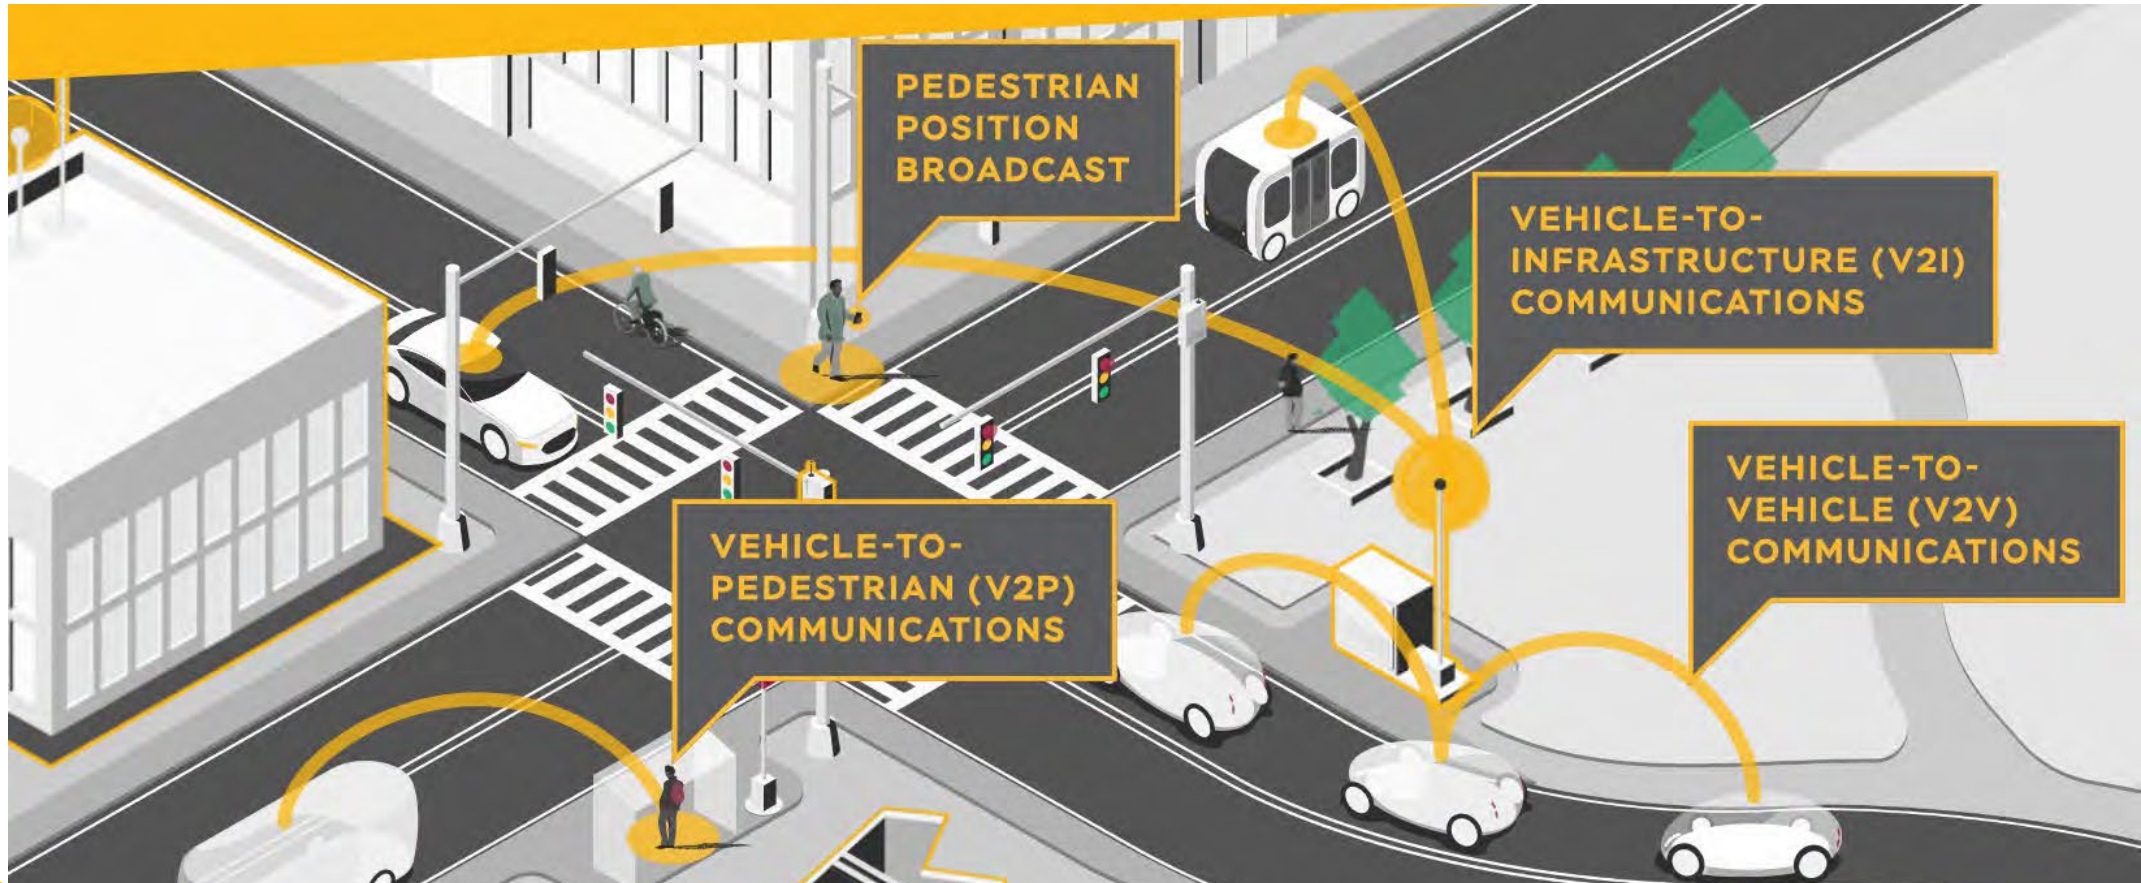 PEDESTRIAN
POSITION
BROADCAST
VEHICLE-TO-
INFRASTRUCTURE (V2I)
COMMUNICATIONS
VEHICLE-TO-
VEHICLE (V2V)
COMMUNICATIONS
VEHICLE-TO-
PEDESTRIAN (V2P)
COMMUNICATIONS